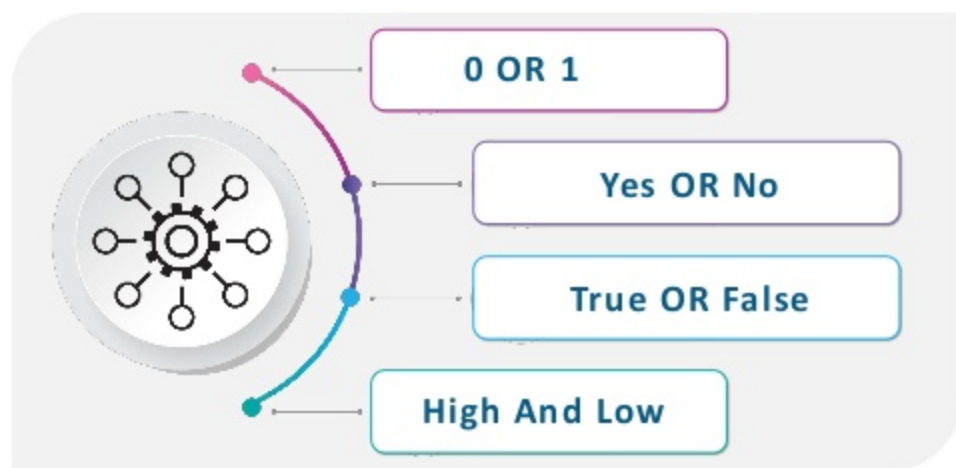 0 OR 1
Yes OR No
True OR False
High And Low